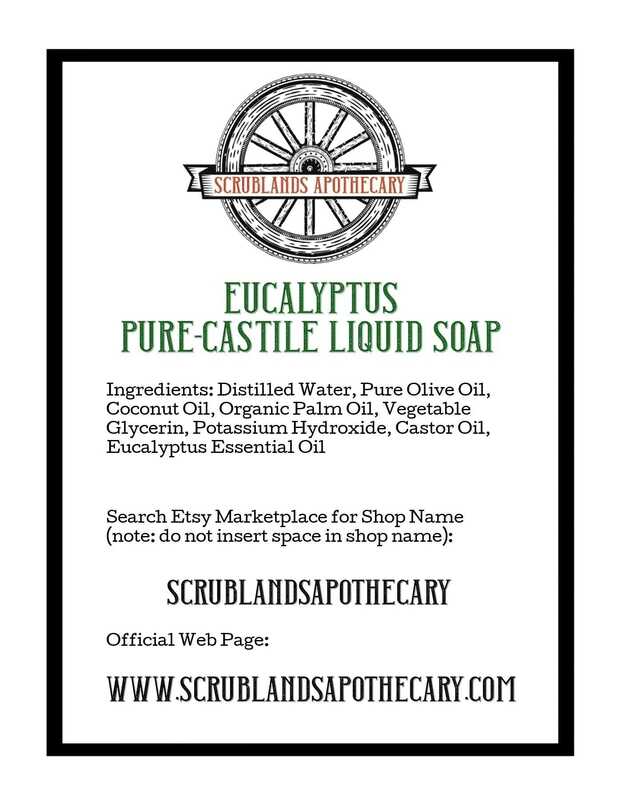 SCRUBLANDS APOTHECARY
EUCALYPTUS
PURE-CASTILE LIQUID SOAP
Ingredients: Distilled Water, Pure Olive Oil,
Coconut Oil, Organic Palm Oil, Vegetable
Glycerin, Potassium Hydroxide, Castor Oil,
Eucalyptus Essential Oil
Search Etsy Marketplace for Shop Name
(note: do not insert space in shop name):
SCRUBLANDSAPOTHECARY
Official Web Page:
WWW.SCRUBLANDSAPOTHECARY.COM